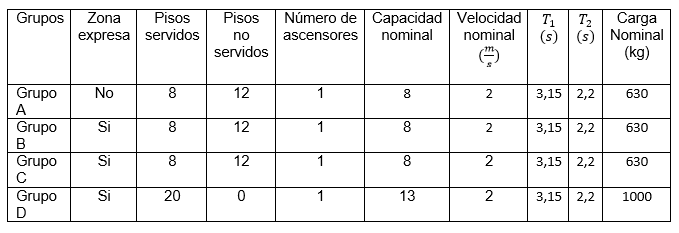 Grupos Zona expresa Pisos servidos Pisos no servidos Número de ascensores Capacidad nominal Velocidad nominal (m/s) T₁ (s) T₂ (s) Carga Nominal (kg)
Grupo A No 8 12 1 8 2 3,15 2,2 630
Grupo B Si 8 12 1 8 2 3,15 2,2 630
Grupo C Si 8 12 1 8 2 3,15 2,2 630
Grupo D Si 20 0 1 13 2 3,15 2,2 1000